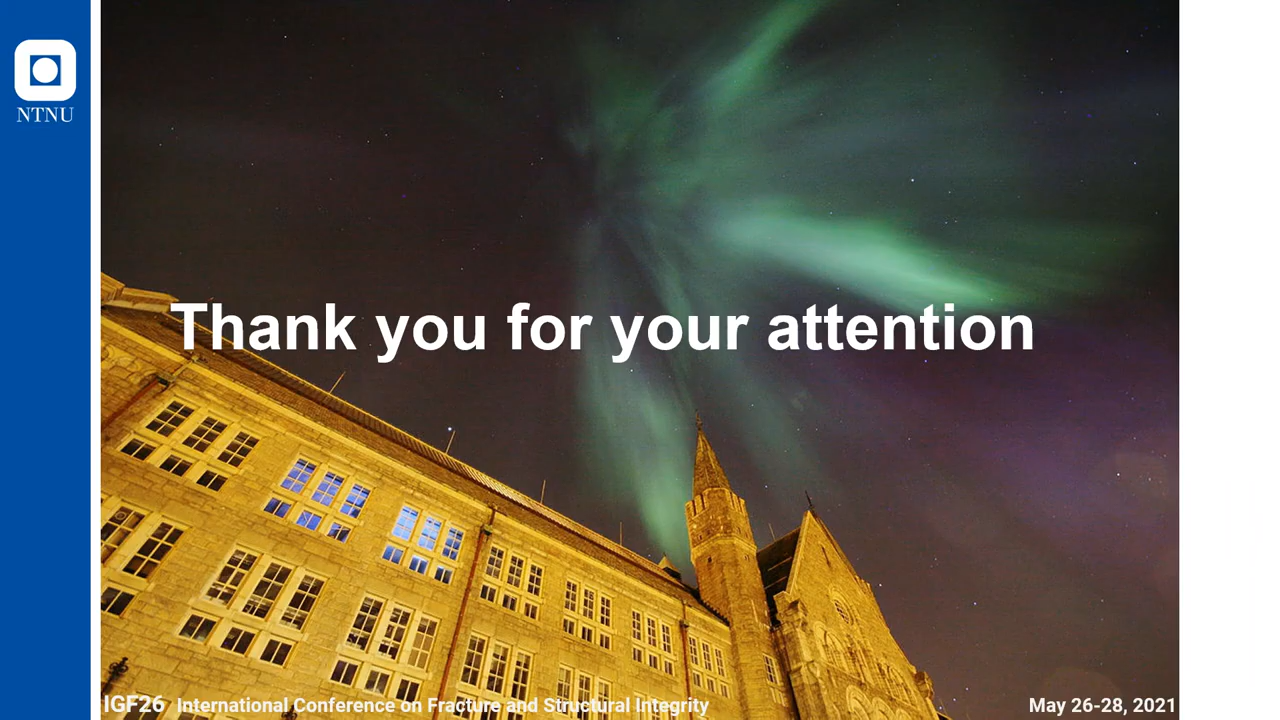 NTNU
Thank you for your attention
IGF26 International Conference on Fracture and Structural Integrity
May 26-28, 2021